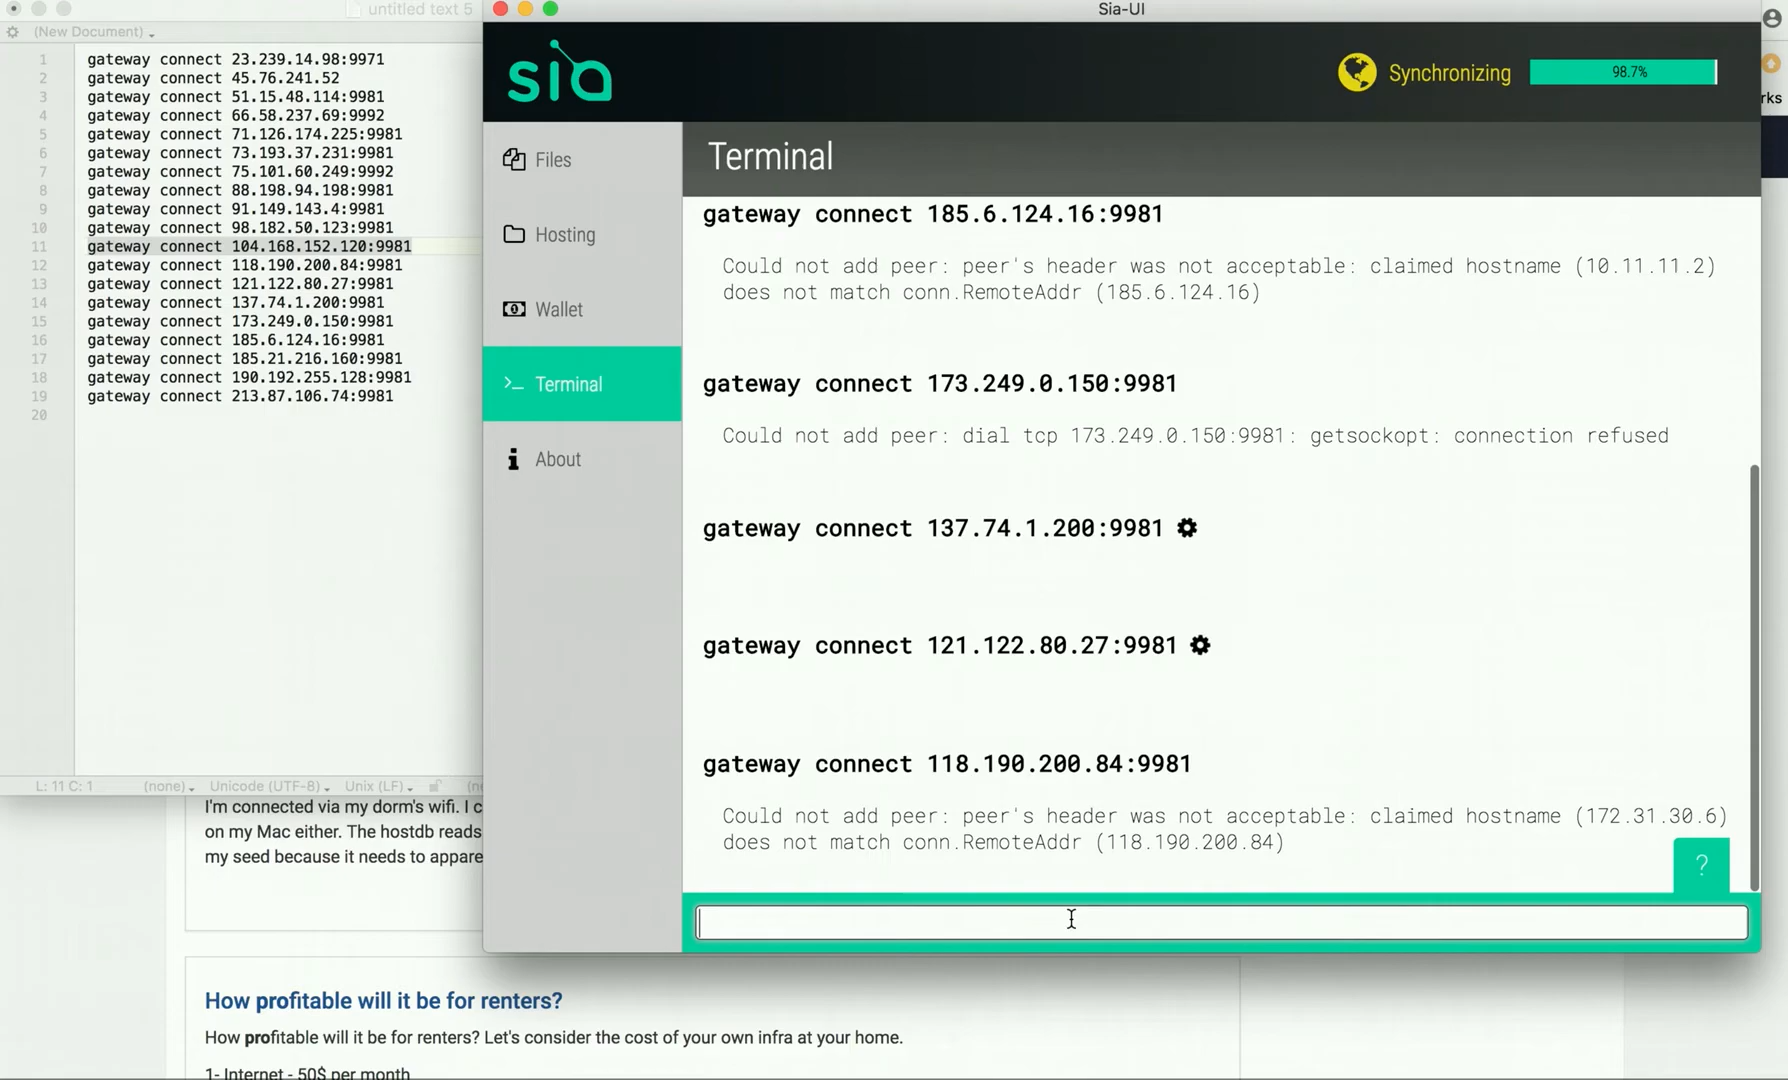 untitled text 5
(New Document)
1 gateway connect 23.239.14.98:9971
2 gateway connect 45.76.241.52
3 gateway connect 51.15.48.114:9981
4 gateway connect 66.58.237.69:9992
5 gateway connect 71.126.174.225:9981
6 gateway connect 73.193.37.231:9981
7 gateway connect 75.101.60.249:9992
8 gateway connect 88.198.94.198:9981
9 gateway connect 91.149.143.4:9981
10 gateway connect 98.182.50.123:9981
11 gateway connect 104.168.152.120:9981
12 gateway connect 118.190.200.84:9981
13 gateway connect 121.122.80.27:9981
14 gateway connect 137.74.1.200:9981
15 gateway connect 173.249.0.150:9981
16 gateway connect 185.6.124.16:9981
17 gateway connect 185.21.216.160:9981
18 gateway connect 190.192.255.128:9981
19 gateway connect 213.87.106.74:9981
20
L: 11 C: 1 (none) Unicode (UTF-8) Unix (LF) (ne
I'm connected via my dorm's wifi. I c
on my Mac either. The hostdb reads
my seed because it needs to appare
How profitable will it be for renters?
How profitable will it be for renters? Let's consider the cost of your own infra at your home.
1- Internet - 50$ per month
Sia-UI
sia
Synchronizing 98.7%
Files
Hosting
Wallet
>_ Terminal
About
Terminal
gateway connect 185.6.124.16:9981
Could not add peer: peer's header was not acceptable: claimed hostname (10.11.11.2)
does not match conn.RemoteAddr (185.6.124.16)
gateway connect 173.249.0.150:9981
Could not add peer: dial tcp 173.249.0.150:9981: getsockopt: connection refused
gateway connect 137.74.1.200:9981
gateway connect 121.122.80.27:9981
gateway connect 118.190.200.84:9981
Could not add peer: peer's header was not acceptable: claimed hostname (172.31.30.6)
does not match conn.RemoteAddr (118.190.200.84)
?
rks